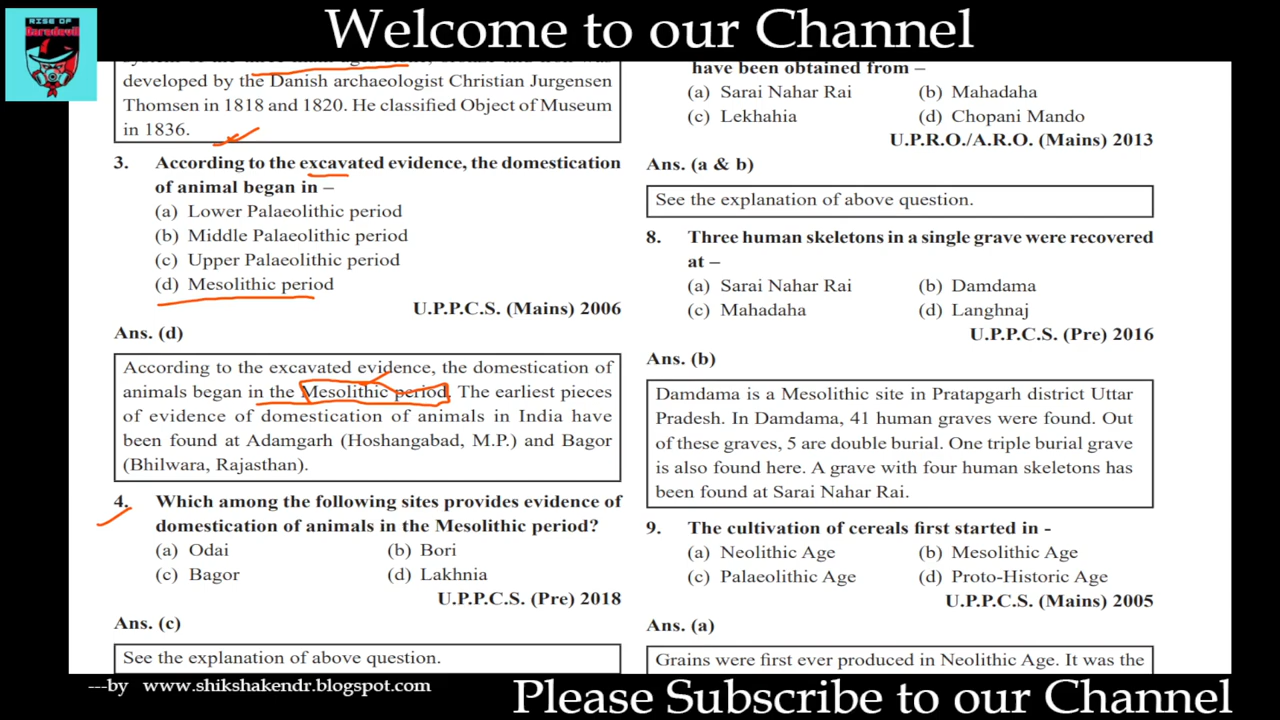 RISE OF
Daredevil
Welcome to our Channel
developed by the Danish archaeologist Christian Jurgensen
Thomsen in 1818 and 1820. He classified Object of Museum
in 1836.
3. According to the excavated evidence, the domestication
of animal began in –
(a) Lower Palaeolithic period
(b) Middle Palaeolithic period
(c) Upper Palaeolithic period
(d) Mesolithic period
U.P.P.C.S. (Mains) 2006
Ans. (d)
According to the excavated evidence, the domestication of
animals began in the Mesolithic period. The earliest pieces
of evidence of domestication of animals in India have
been found at Adamgarh (Hoshangabad, M.P.) and Bagor
(Bhilwara, Rajasthan).
4. Which among the following sites provides evidence of
domestication of animals in the Mesolithic period?
(a) Odai (b) Bori
(c) Bagor (d) Lakhnia
U.P.P.C.S. (Pre) 2018
Ans. (c)
See the explanation of above question.
have been obtained from –
(a) Sarai Nahar Rai (b) Mahadaha
(c) Lekhahia (d) Chopani Mando
U.P.R.O./A.R.O. (Mains) 2013
Ans. (a & b)
See the explanation of above question.
8. Three human skeletons in a single grave were recovered
at –
(a) Sarai Nahar Rai (b) Damdama
(c) Mahadaha (d) Langhnaj
U.P.P.C.S. (Pre) 2016
Ans. (b)
Damdama is a Mesolithic site in Pratapgarh district Uttar
Pradesh. In Damdama, 41 human graves were found. Out
of these graves, 5 are double burial. One triple burial grave
is also found here. A grave with four human skeletons has
been found at Sarai Nahar Rai.
9. The cultivation of cereals first started in -
(a) Neolithic Age (b) Mesolithic Age
(c) Palaeolithic Age (d) Proto-Historic Age
U.P.P.C.S. (Mains) 2005
Ans. (a)
Grains were first ever produced in Neolithic Age. It was the
---by www.shikshakendr.blogspot.com
Please Subscribe to our Channel